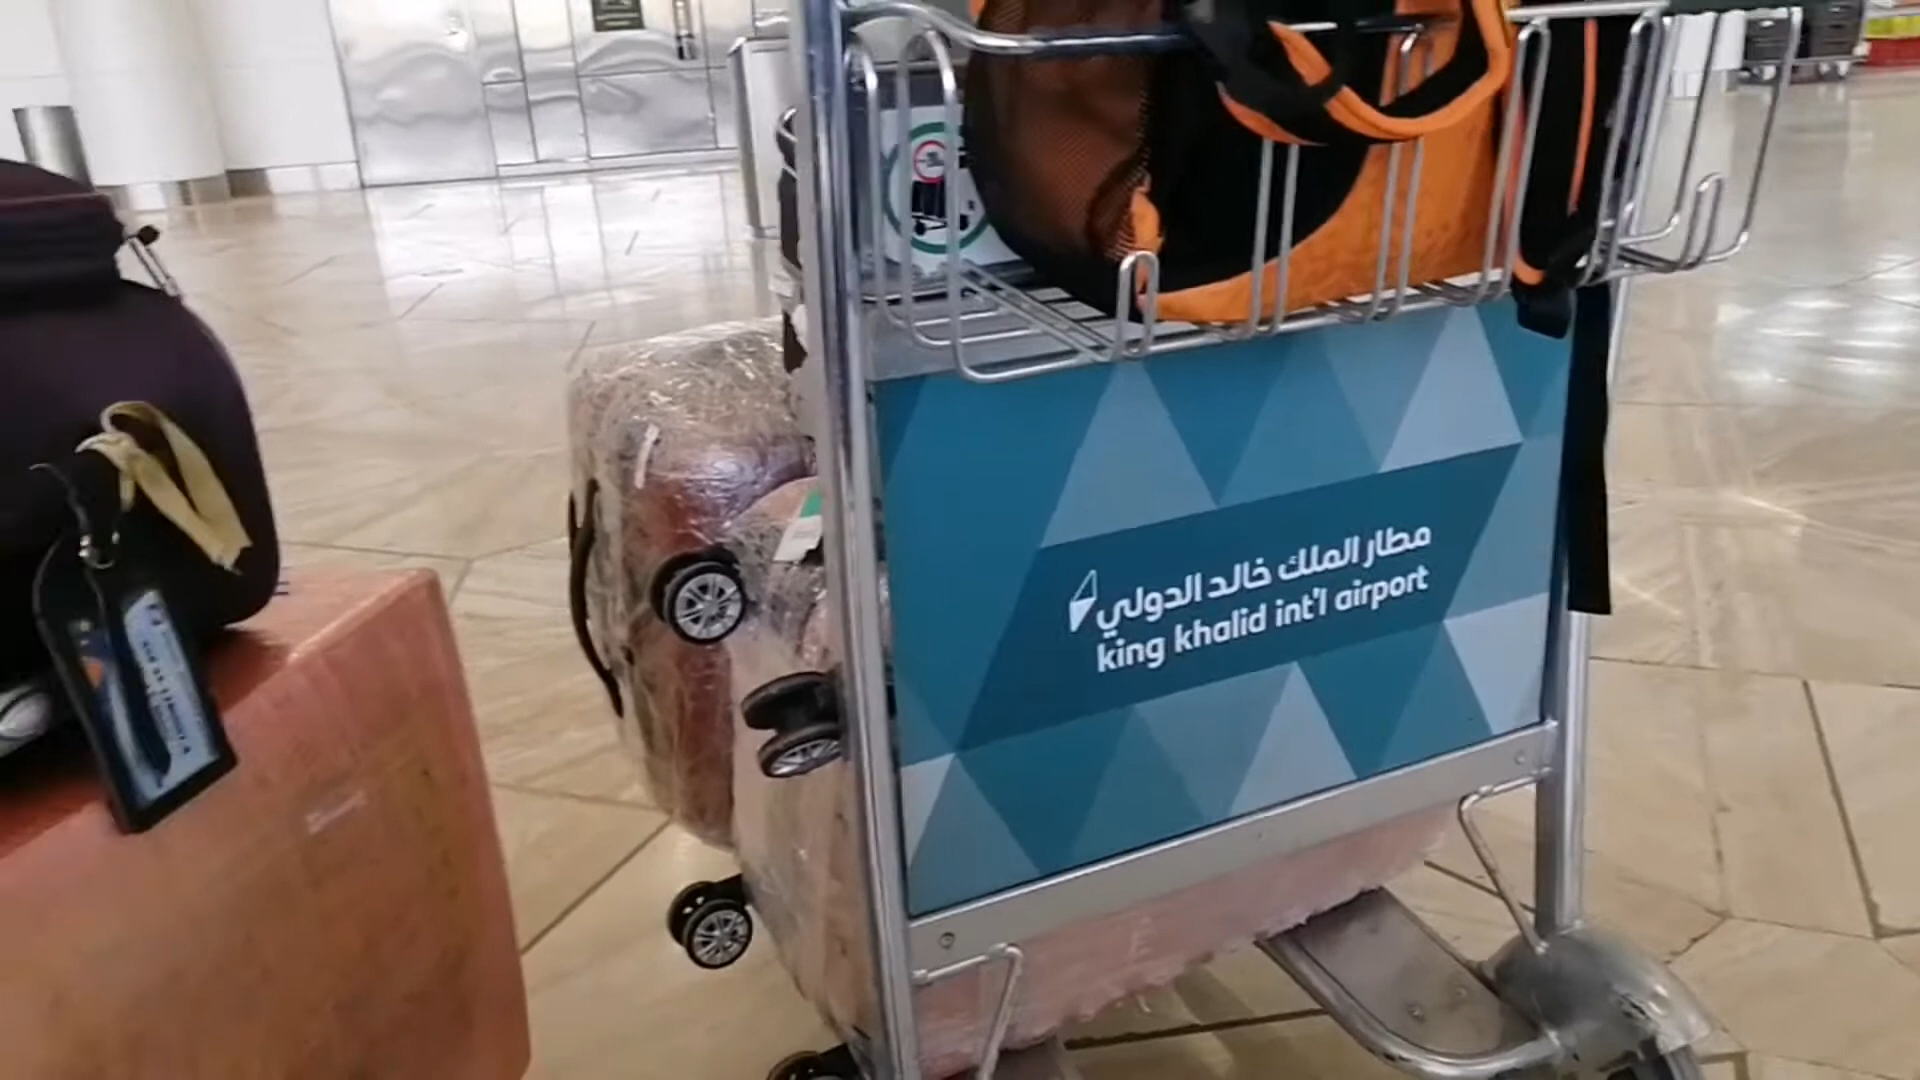 مطار الملك خالد الدولي
king khalid int'l airport